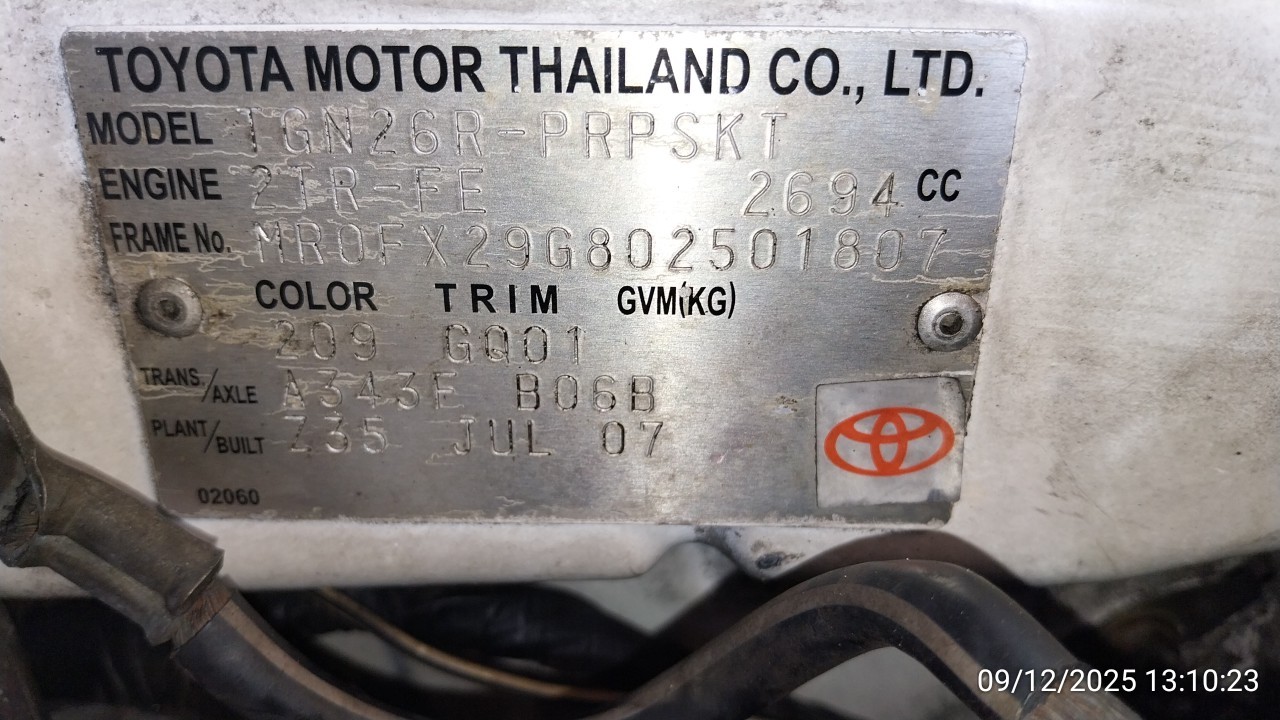 TOYOTA MOTOR THAILAND CO., LTD.
MODEL TGN26R-PRPSKT
ENGINE 2TR-FE 2694 CC
FRAME No. MR0FX29G802501807
COLOR TRIM GVM(KG)
209 GQ01
TRANS./AXLE A343E B06B
PLANT/BUILT Z35 JUL 07
02060
09/12/2025 13:10:23